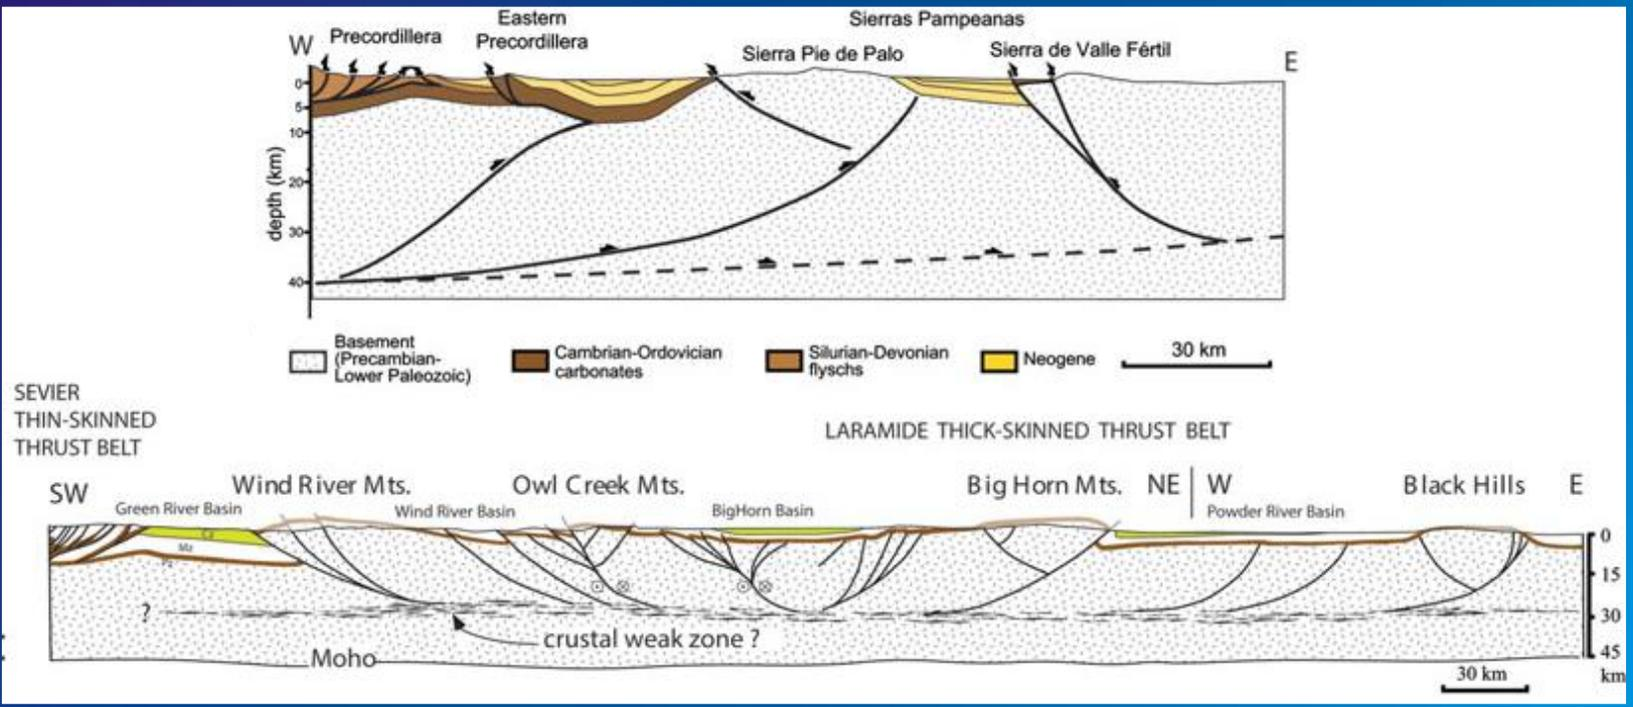 Eastern
Precordillera
Precordillera
Sierras Pampeanas
Sierra Pie de Palo
Sierra de Valle Fértil
W
E
depth (km)
0
5
10
20
30
40
Basement
(Precambian-
Lower Paleozoic)
Cambrian-Ordovician
carbonates
Silurian-Devonian
flyschs
Neogene
30 km
SEVIER
THIN-SKINNED
THRUST BELT
LARAMIDE THICK-SKINNED THRUST BELT
SW
Wind River Mts.
Owl Creek Mts.
Big Horn Mts.
NE
W
Black Hills
E
Green River Basin
Wind River Basin
BigHorn Basin
Powder River Basin
Mz
Pz
?
crustal weak zone ?
Moho
0
15
30
45
km
30 km